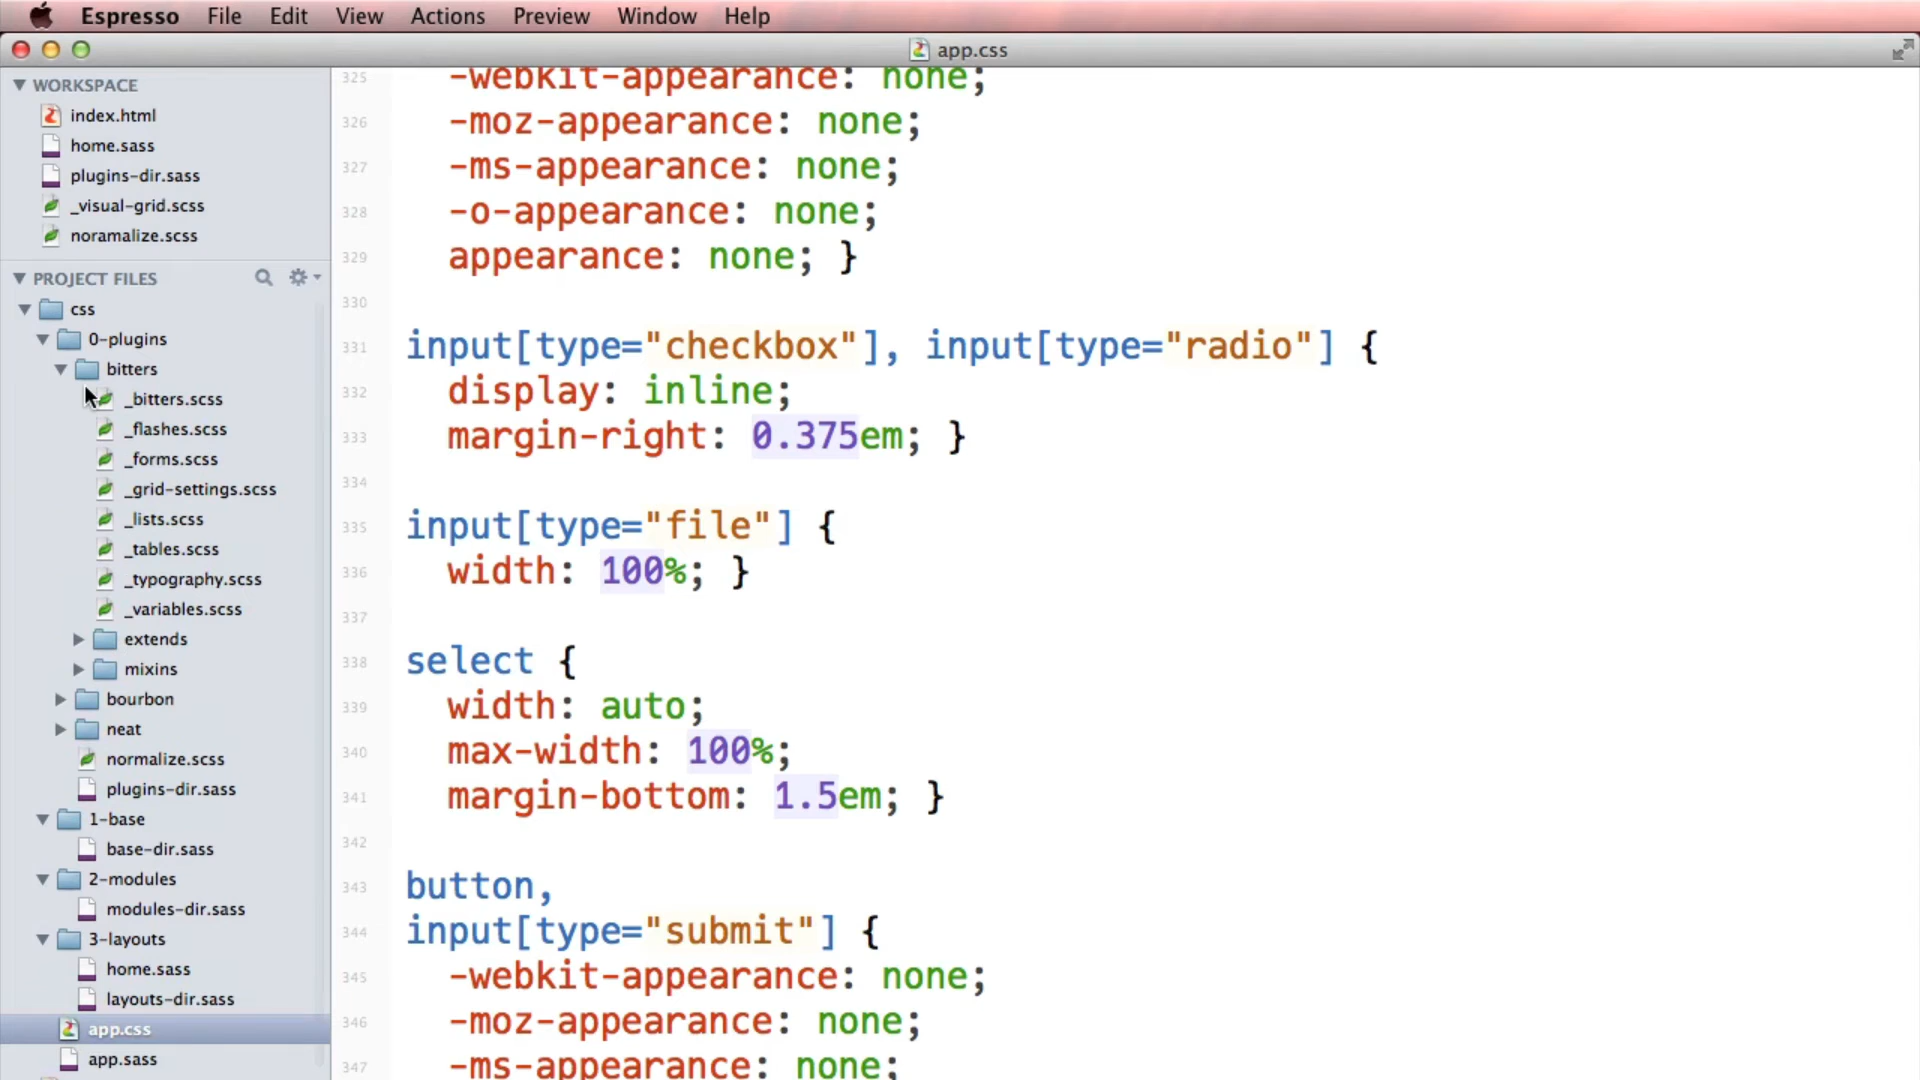 Espresso File Edit View Actions Preview Window Help
app.css
WORKSPACE
index.html
home.sass
plugins-dir.sass
_visual-grid.scss
noramalize.scss
PROJECT FILES
css
0-plugins
bitters
_bitters.scss
_flashes.scss
_forms.scss
_grid-settings.scss
_lists.scss
_tables.scss
_typography.scss
_variables.scss
extends
mixins
bourbon
neat
normalize.scss
plugins-dir.sass
1-base
base-dir.sass
2-modules
modules-dir.sass
3-layouts
home.sass
layouts-dir.sass
app.css
app.sass
325 -webkit-appearance: none;
326 -moz-appearance: none;
327 -ms-appearance: none;
328 -o-appearance: none;
329 appearance: none; }
330
331 input[type="checkbox"], input[type="radio"] {
332 display: inline;
333 margin-right: 0.375em; }
334
335 input[type="file"] {
336 width: 100%; }
337
338 select {
339 width: auto;
340 max-width: 100%;
341 margin-bottom: 1.5em; }
342
343 button,
344 input[type="submit"] {
345 -webkit-appearance: none;
346 -moz-appearance: none;
347 -ms-appearance: none;